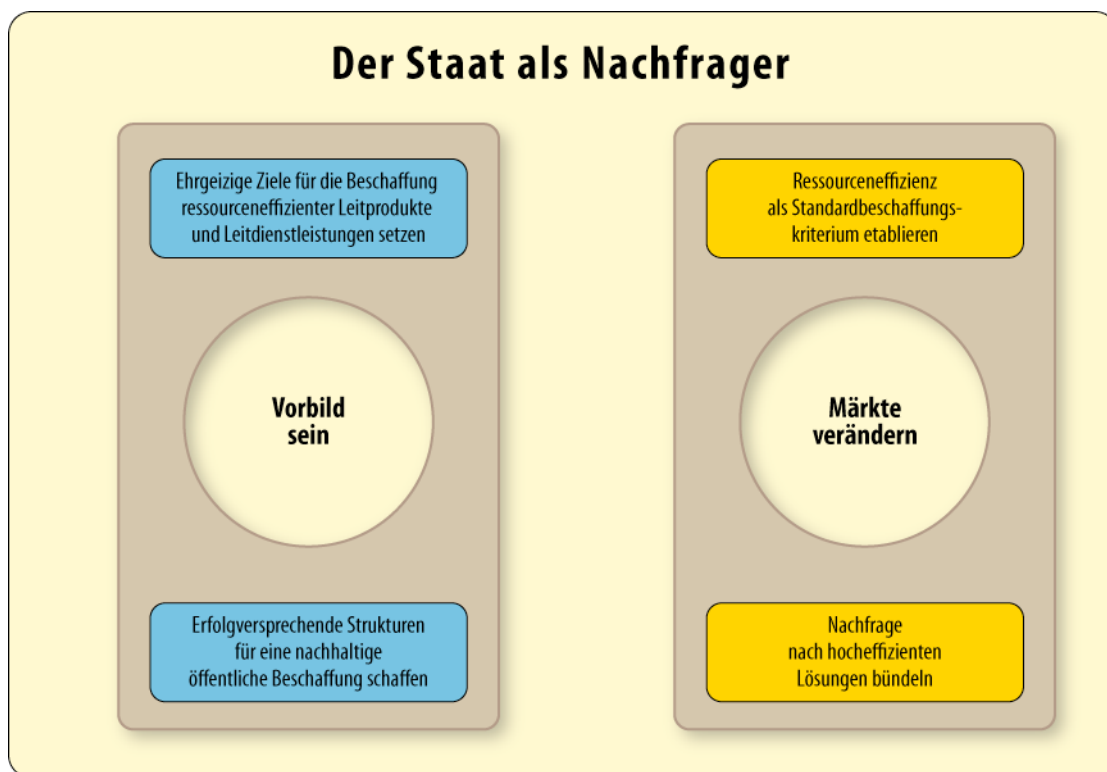 Der Staat als Nachfrager
Ehrgeizige Ziele für die Beschaffung
ressourceneffizienter Leitprodukte
und Leitdienstleistungen setzen
Vorbild
sein
Erfolgversprechende Strukturen
für eine nachhaltige
öffentliche Beschaffung schaffen
Ressourceneffizienz
als Standardbeschaffungs-
kriterium etablieren
Märkte
verändern
Nachfrage
nach hocheffizienten
Lösungen bündeln